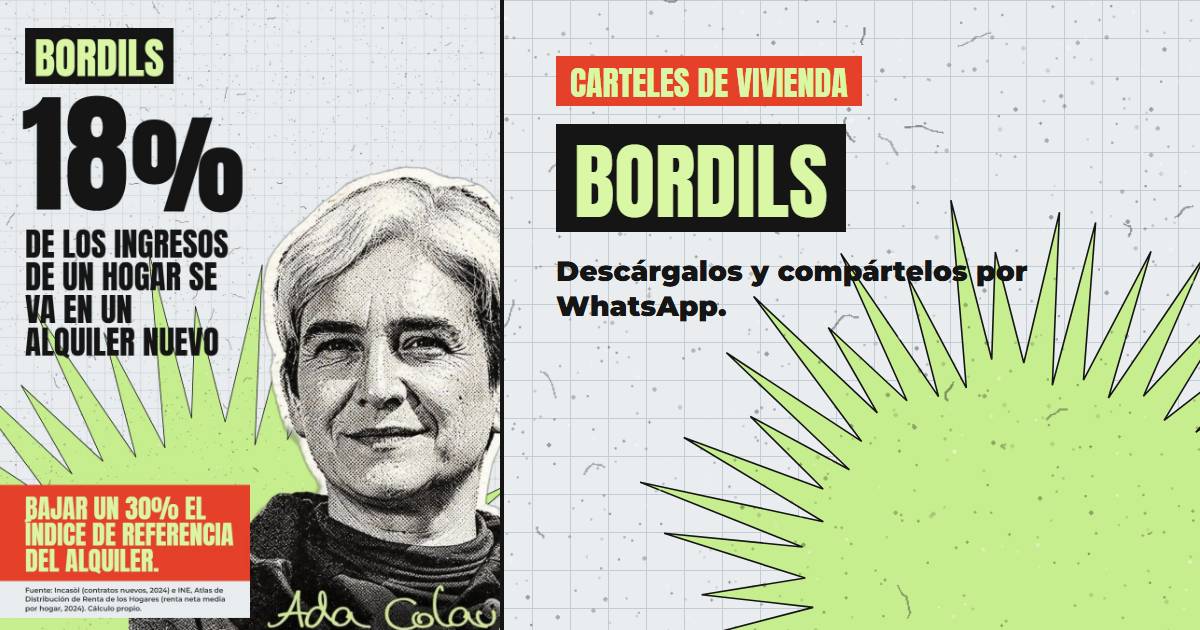 BORDILS
18%
DE LOS INGRESOS
DE UN HOGAR SE
VA EN UN
ALQUILER NUEVO
BAJAR UN 30% EL
ÍNDICE DE REFERENCIA
DEL ALQUILER.
Fuente: Incasòl (contratos nuevos, 2024) e INE, Atlas de
Distribución de Renta de los Hogares (renta neta media
por hogar, 2024). Cálculo propio.
Ada Colau
CARTELES DE VIVIENDA
BORDILS
Descárgalos y compártelos por
WhatsApp.